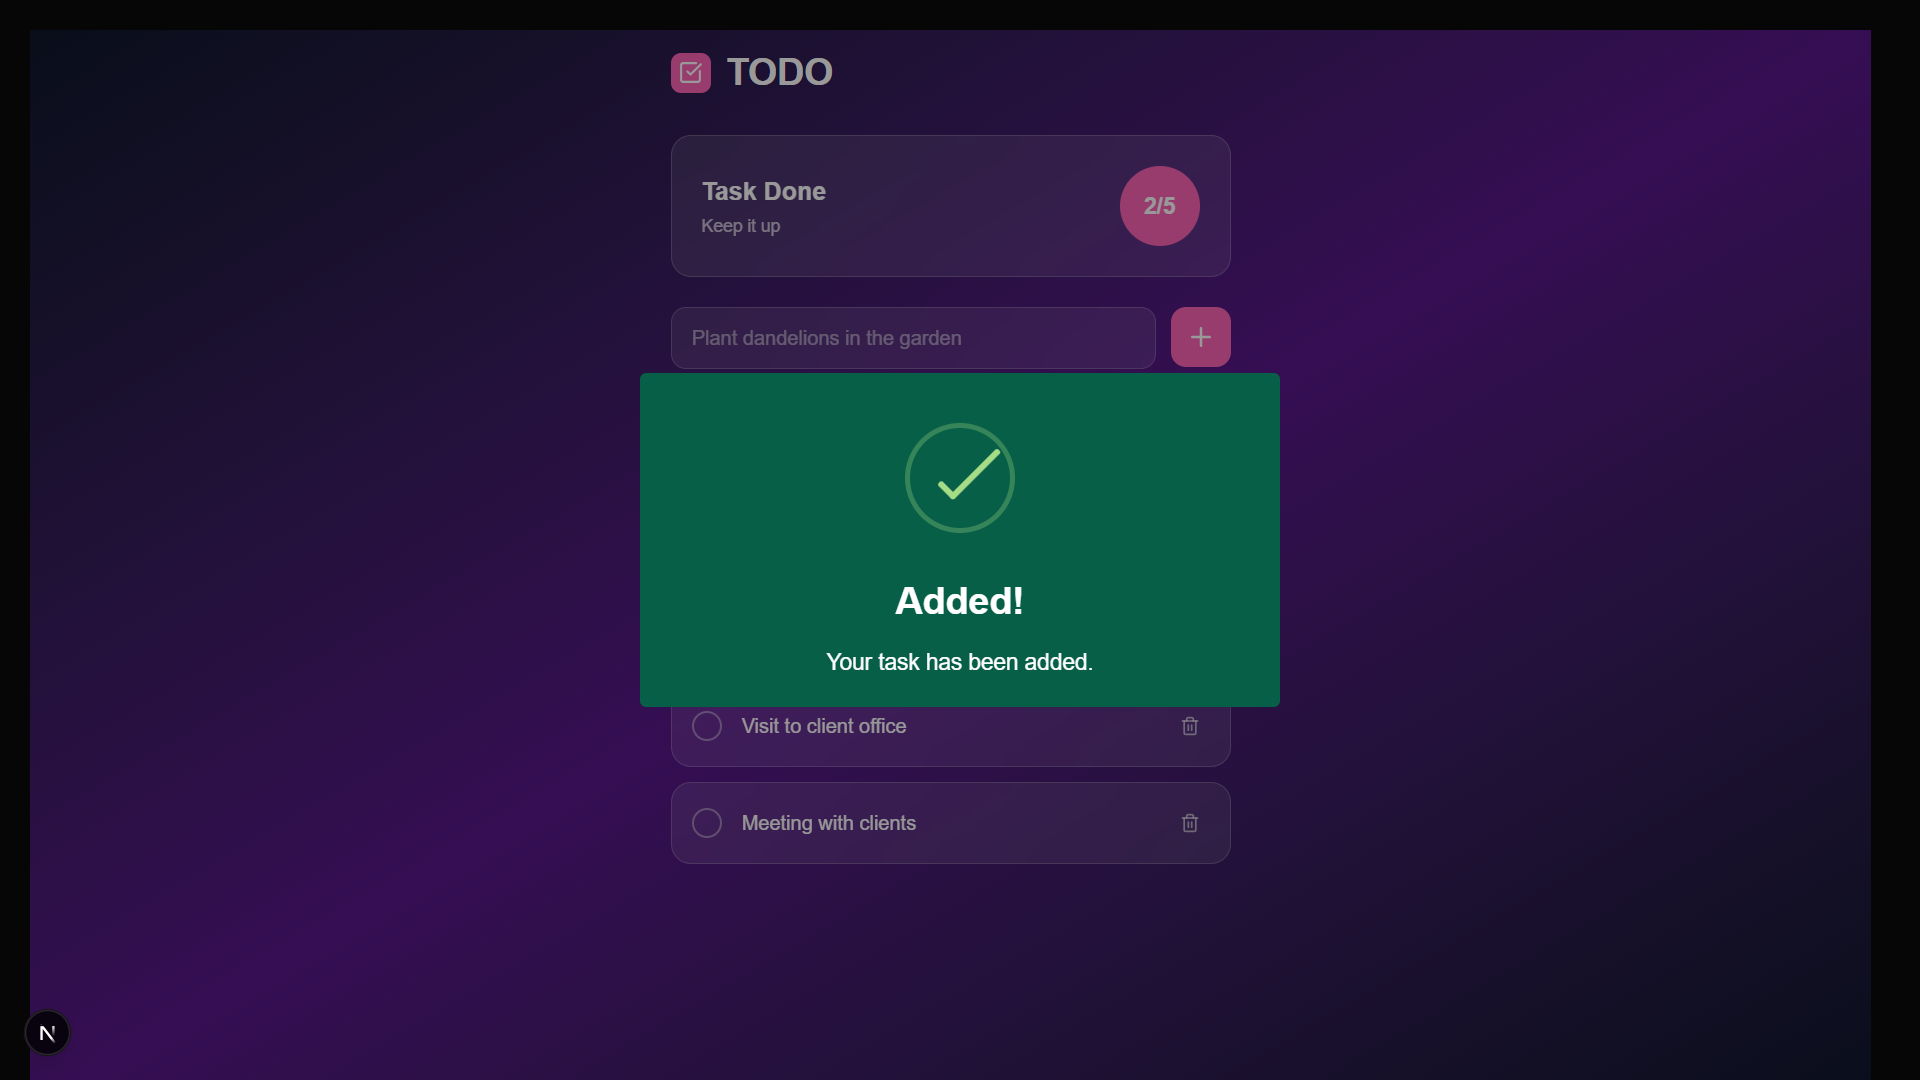 TODO
Task Done
Keep it up
2/5
Plant dandelions in the garden
Added!
Your task has been added.
Visit to client office
Meeting with clients
N